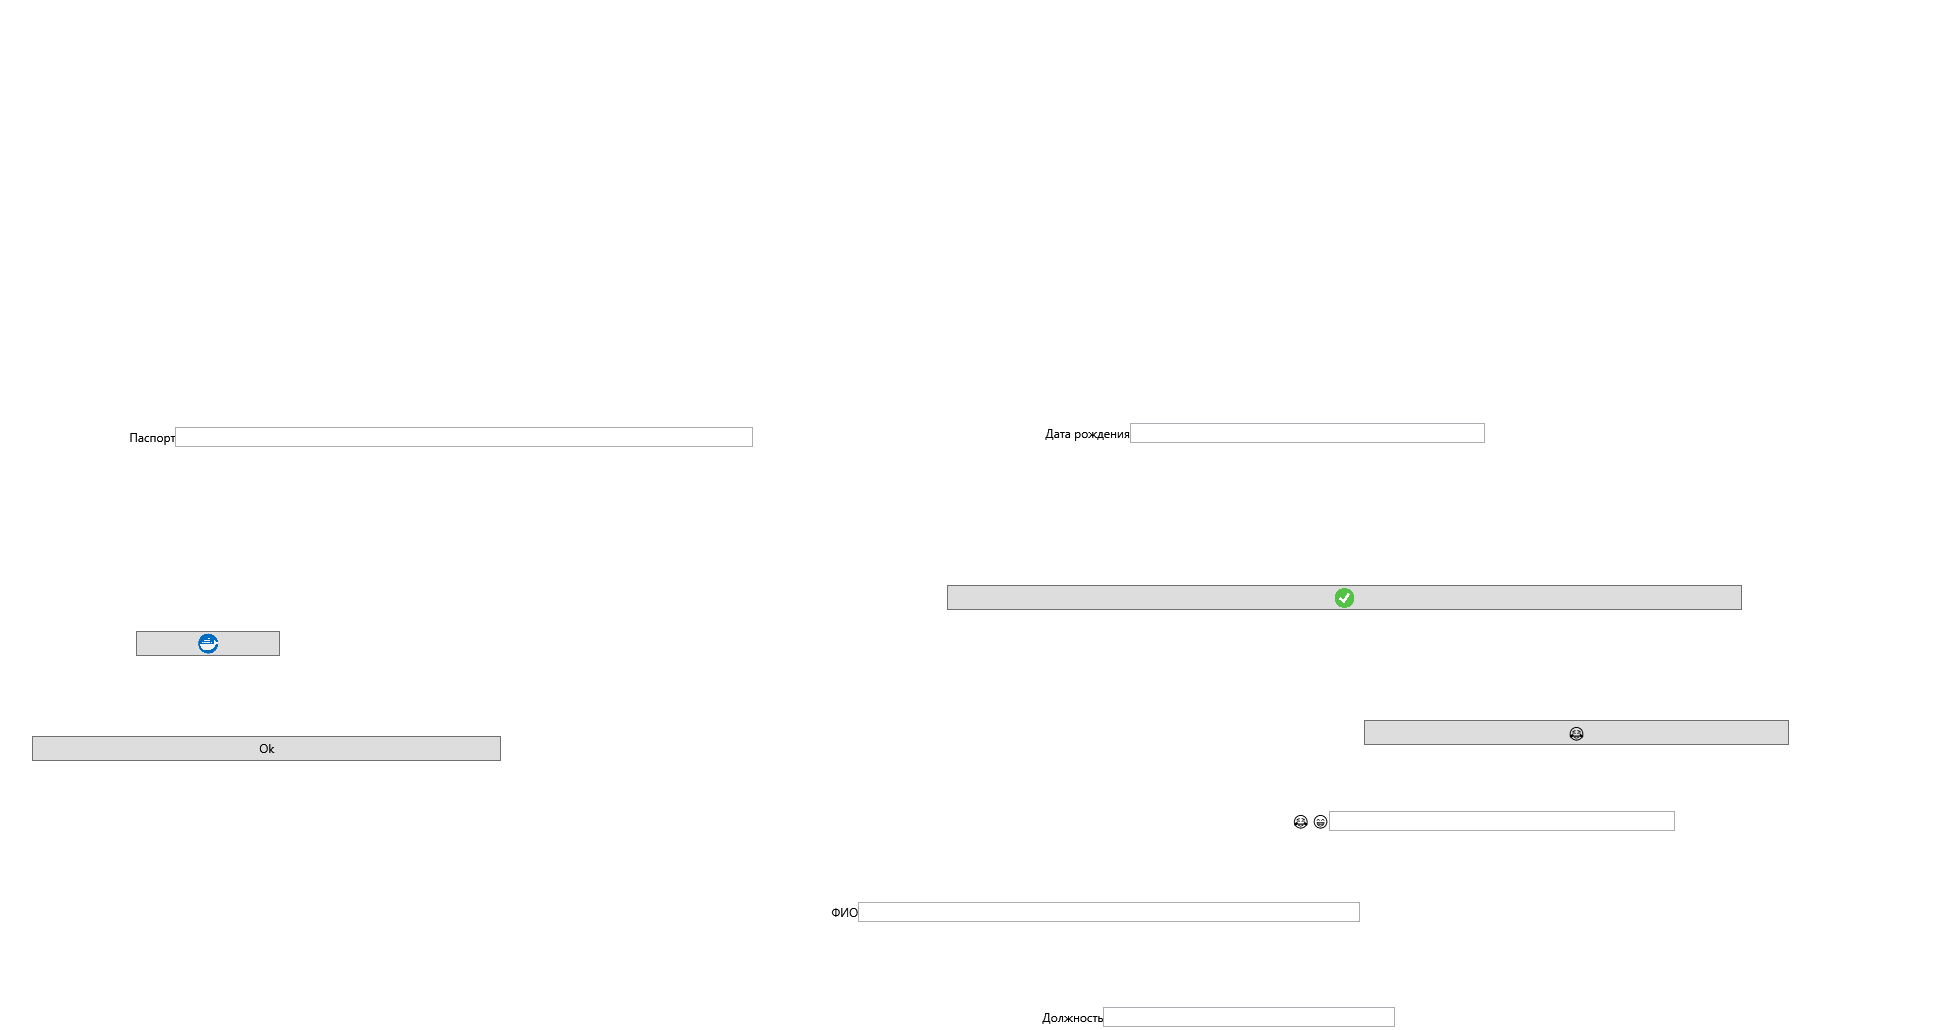 Паспорт
Дата рождения
Ok
😂
😂 😁
ФИО
Должность